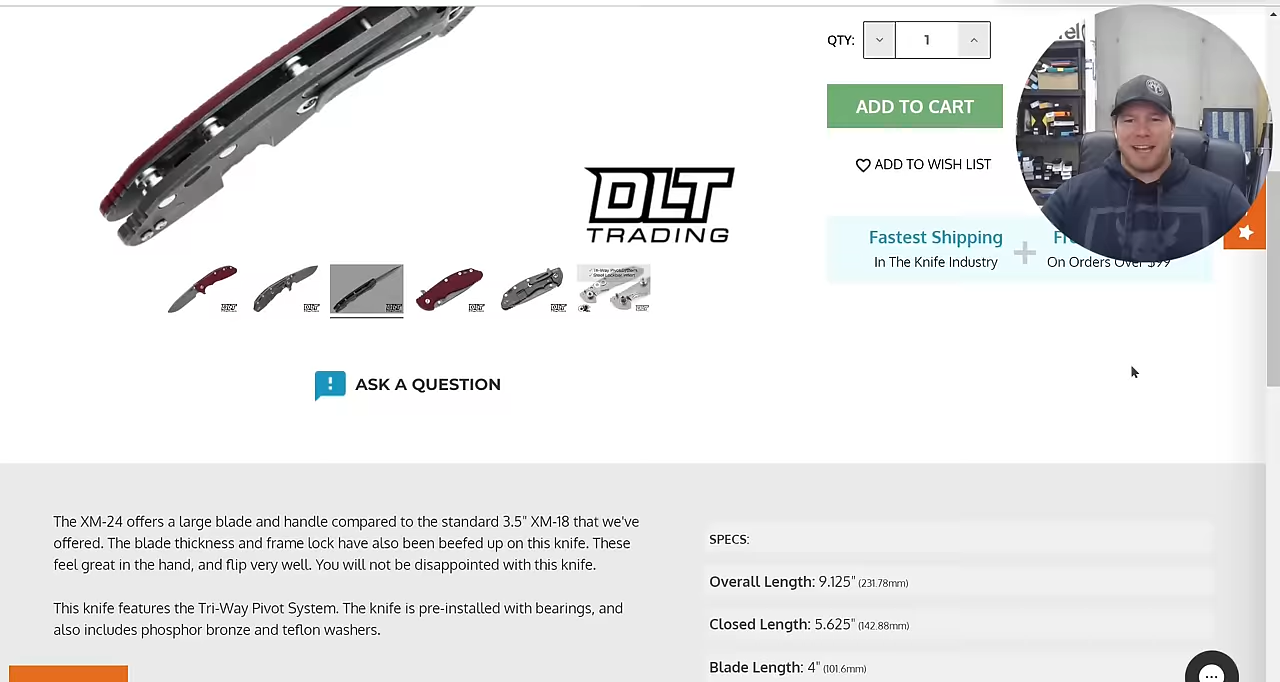 QTY:
1
ADD TO CART
ADD TO WISH LIST
DLT
TRADING
Fastest Shipping
In The Knife Industry
+
On Orders Over $99
ASK A QUESTION
The XM-24 offers a large blade and handle compared to the standard 3.5" XM-18 that we've
offered. The blade thickness and frame lock have also been beefed up on this knife. These
feel great in the hand, and flip very well. You will not be disappointed with this knife.
This knife features the Tri-Way Pivot System. The knife is pre-installed with bearings, and
also includes phosphor bronze and teflon washers.
SPECS:
Overall Length: 9.125" (231.78mm)
Closed Length: 5.625" (142.88mm)
Blade Length: 4" (101.6mm)